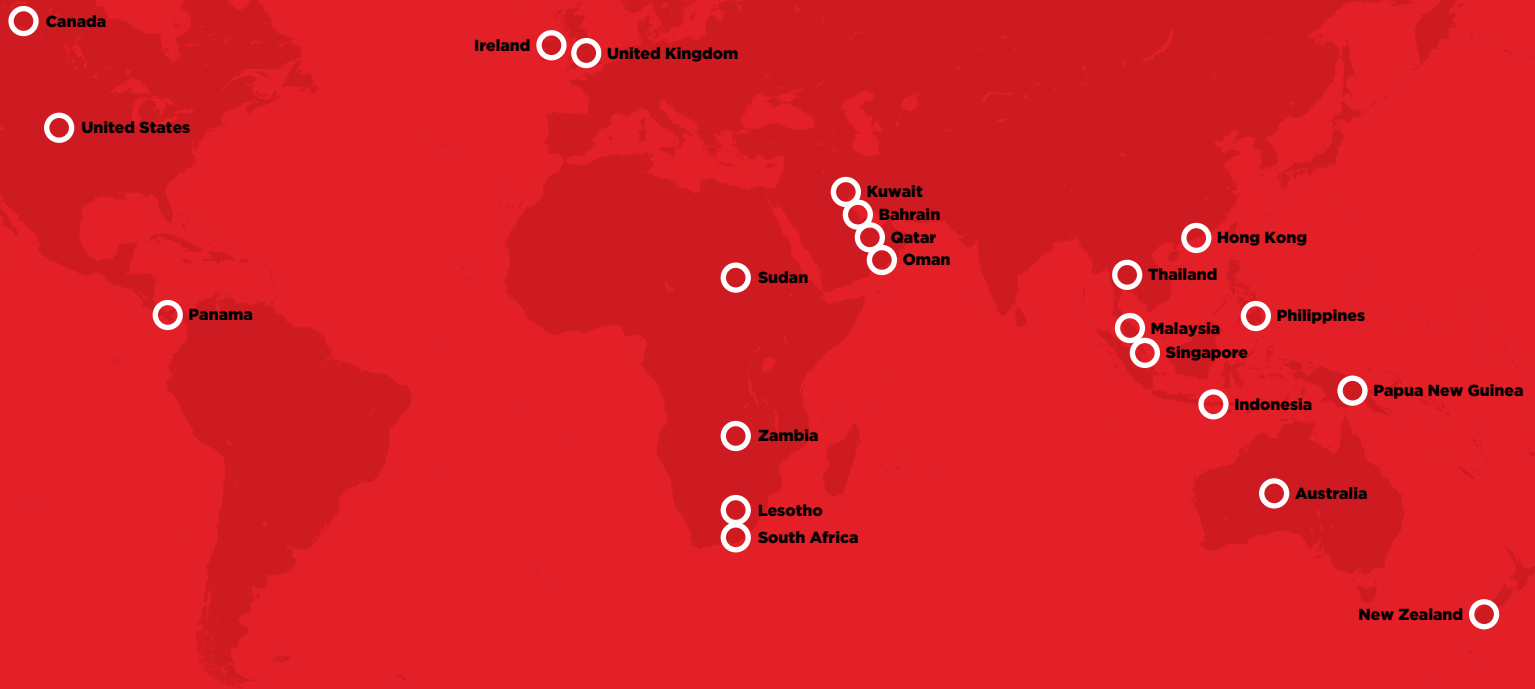 Canada
Ireland
United Kingdom
United States
Kuwait
Bahrain
Qatar
Hong Kong
Oman
Thailand
Sudan
Panama
Philippines
Malaysia
Singapore
Papua New Guinea
Indonesia
Zambia
Australia
Lesotho
South Africa
New Zealand